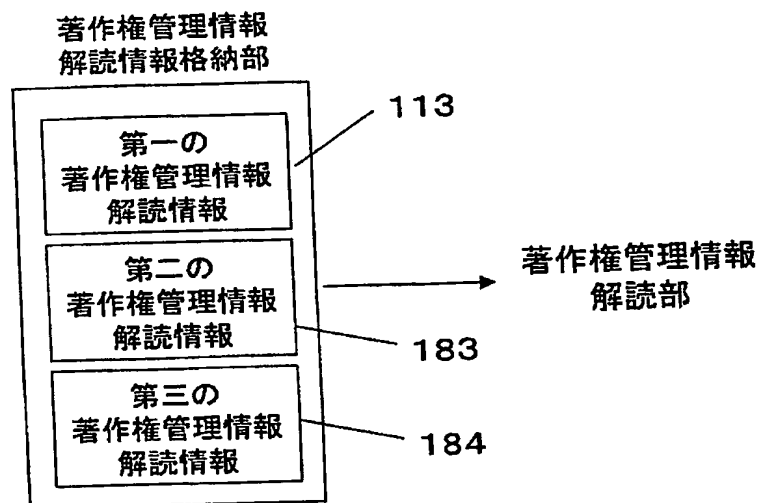 著作権管理情報
解読情報格納部
第一の
著作権管理情報
解読情報
113
第二の
著作権管理情報
解読情報
183
第三の
著作権管理情報
解読情報
184
著作権管理情報
解読部